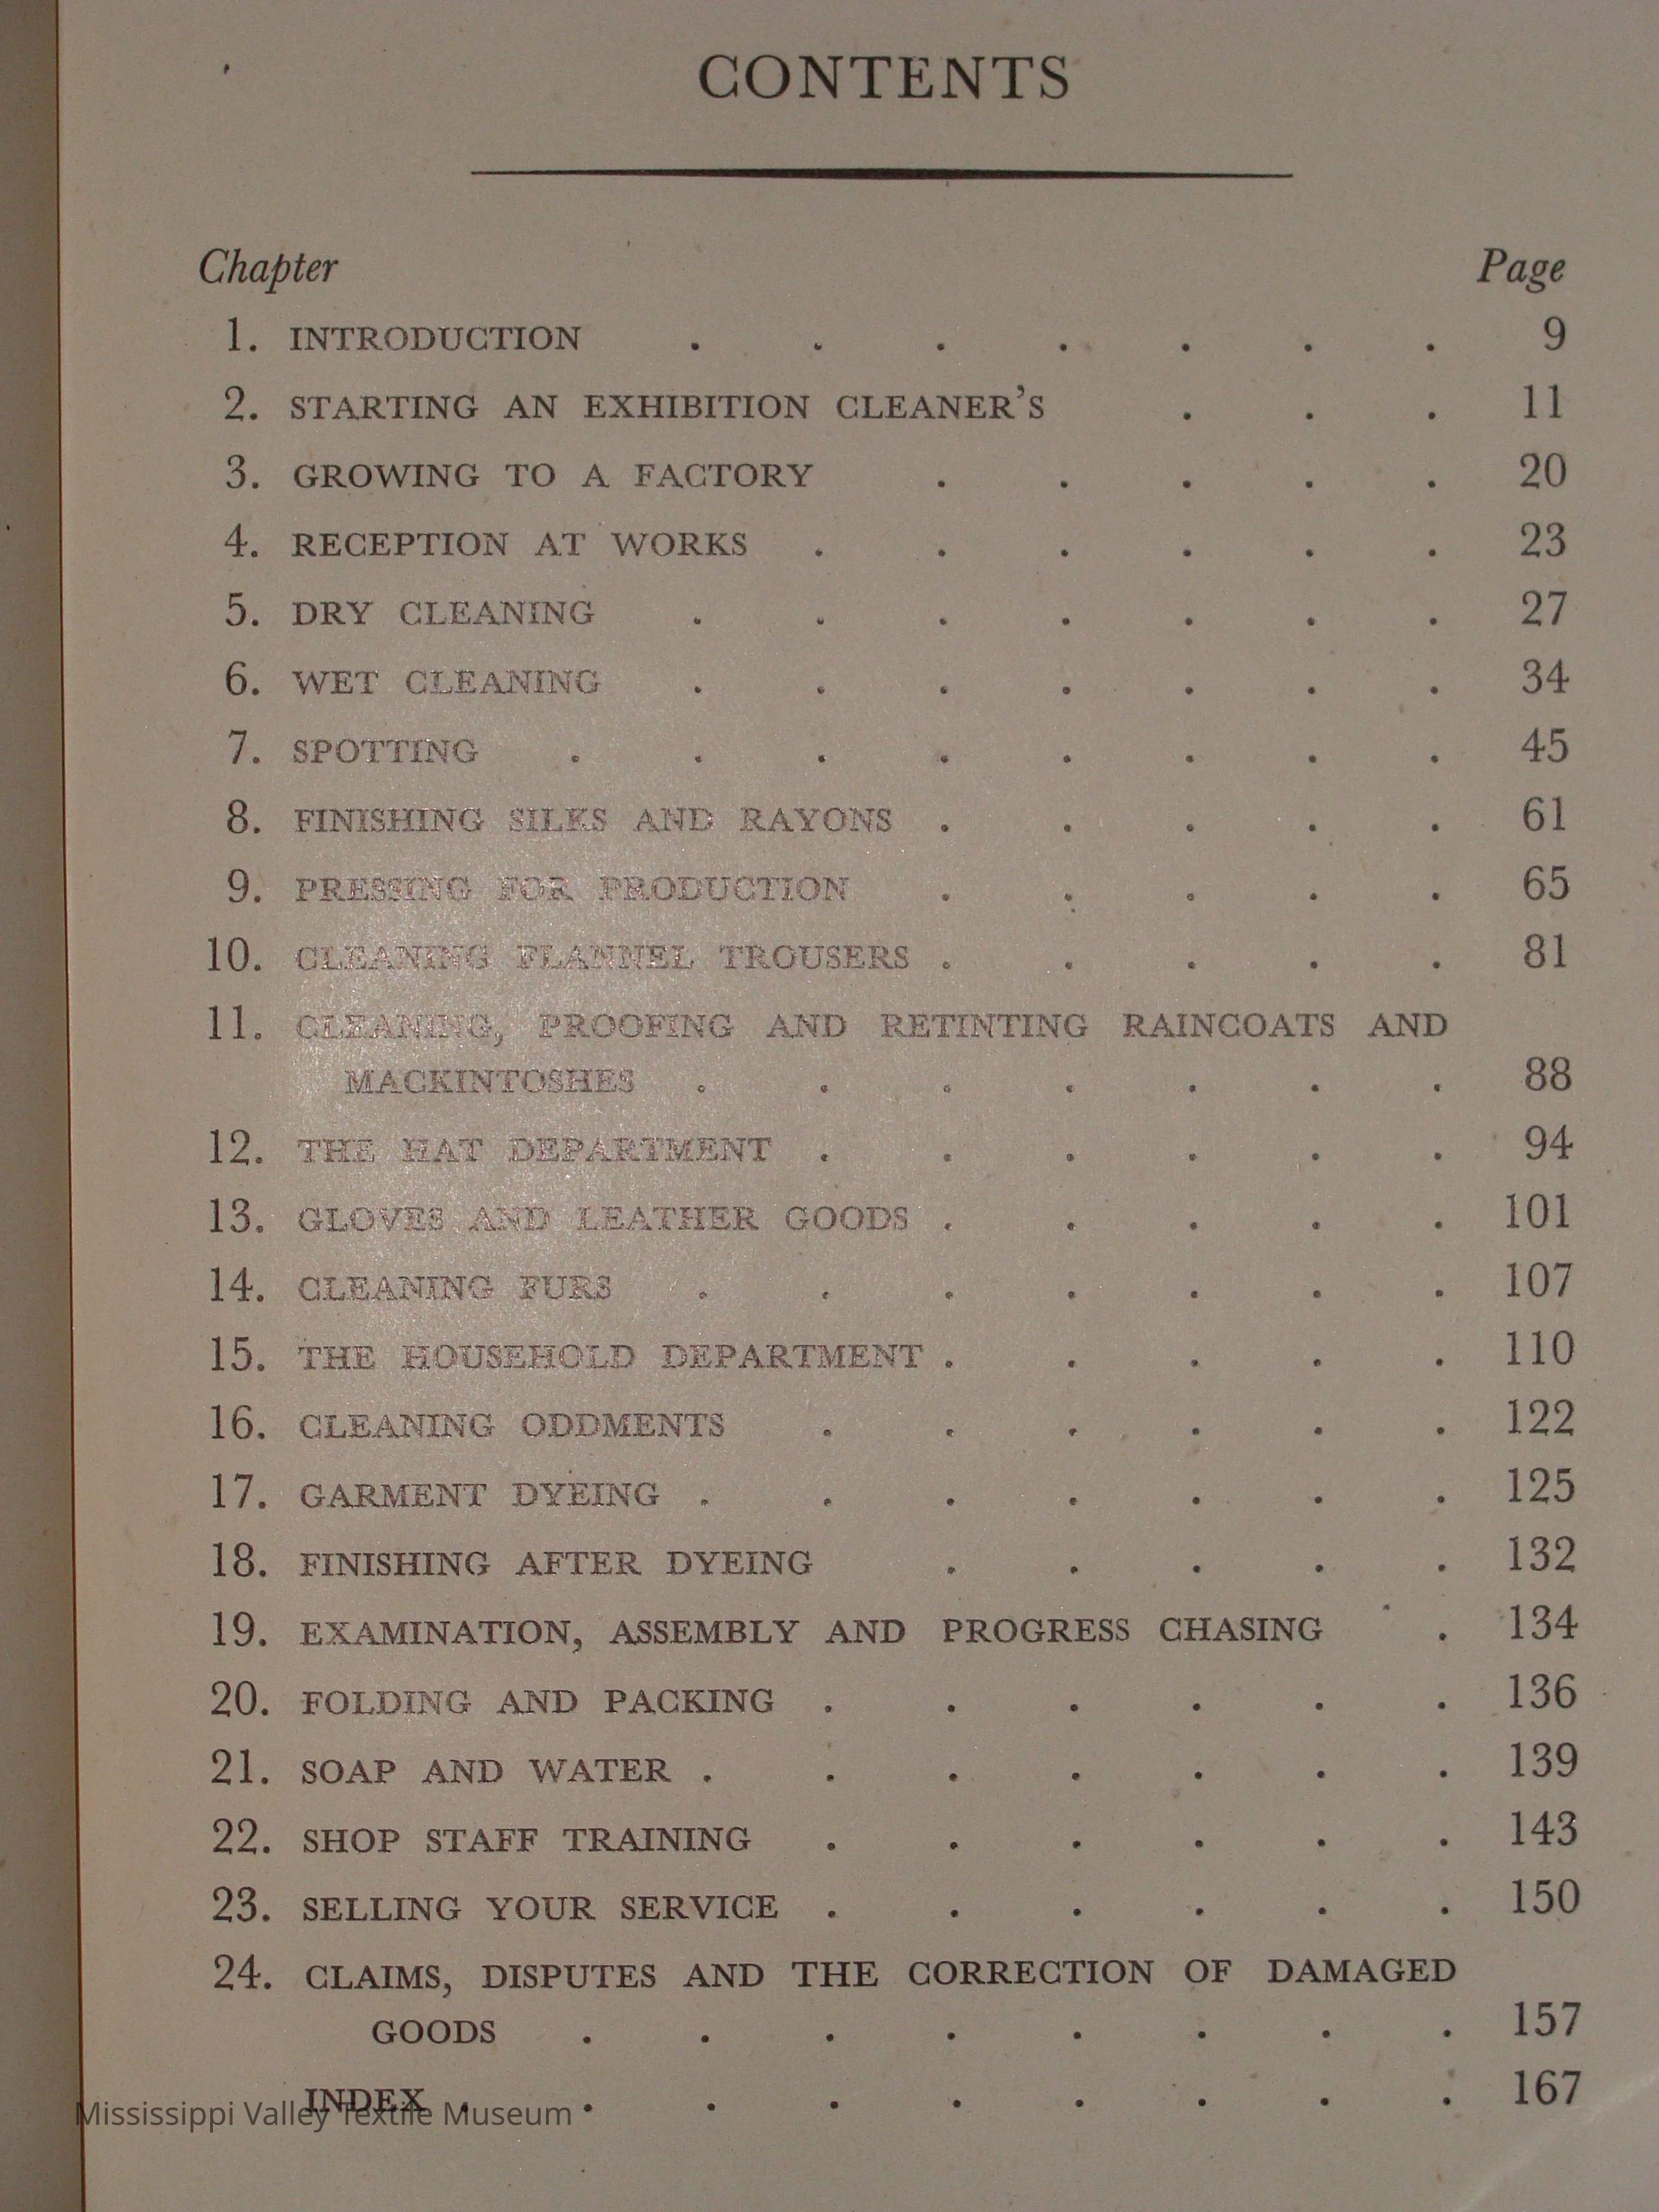 CONTENTS
Chapter Page
1. INTRODUCTION . . . . . . . 9
2. STARTING AN EXHIBITION CLEANER'S . . . 11
3. GROWING TO A FACTORY . . . . . 20
4. RECEPTION AT WORKS . . . . . . 23
5. DRY CLEANING . . . . . . . 27
6. WET CLEANING . . . . . . . 34
7. SPOTTING . . . . . . . . 45
8. FINISHING SILKS AND RAYONS . . . . . 61
9. PRESSING FOR PRODUCTION . . . . . 65
10. CLEANING FLANNEL TROUSERS . . . . . 81
11. CLEANING, PROOFING AND RETINTING RAINCOATS AND
MACKINTOSHES . . . . . . . 88
12. THE HAT DEPARTMENT . . . . . . 94
13. GLOVES AND LEATHER GOODS . . . . . 101
14. CLEANING FURS . . . . . . . 107
15. THE HOUSEHOLD DEPARTMENT . . . . . 110
16. CLEANING ODDMENTS . . . . . . 122
17. GARMENT DYEING . . . . . . . 125
18. FINISHING AFTER DYEING . . . . . 132
19. EXAMINATION, ASSEMBLY AND PROGRESS CHASING . 134
20. FOLDING AND PACKING . . . . . . 136
21. SOAP AND WATER . . . . . . . 139
22. SHOP STAFF TRAINING . . . . . . 143
23. SELLING YOUR SERVICE . . . . . . 150
24. CLAIMS, DISPUTES AND THE CORRECTION OF DAMAGED
GOODS . . . . . . . . 157
INDEX . . . . . . . . . 167
Mississippi Valley Textile Museum